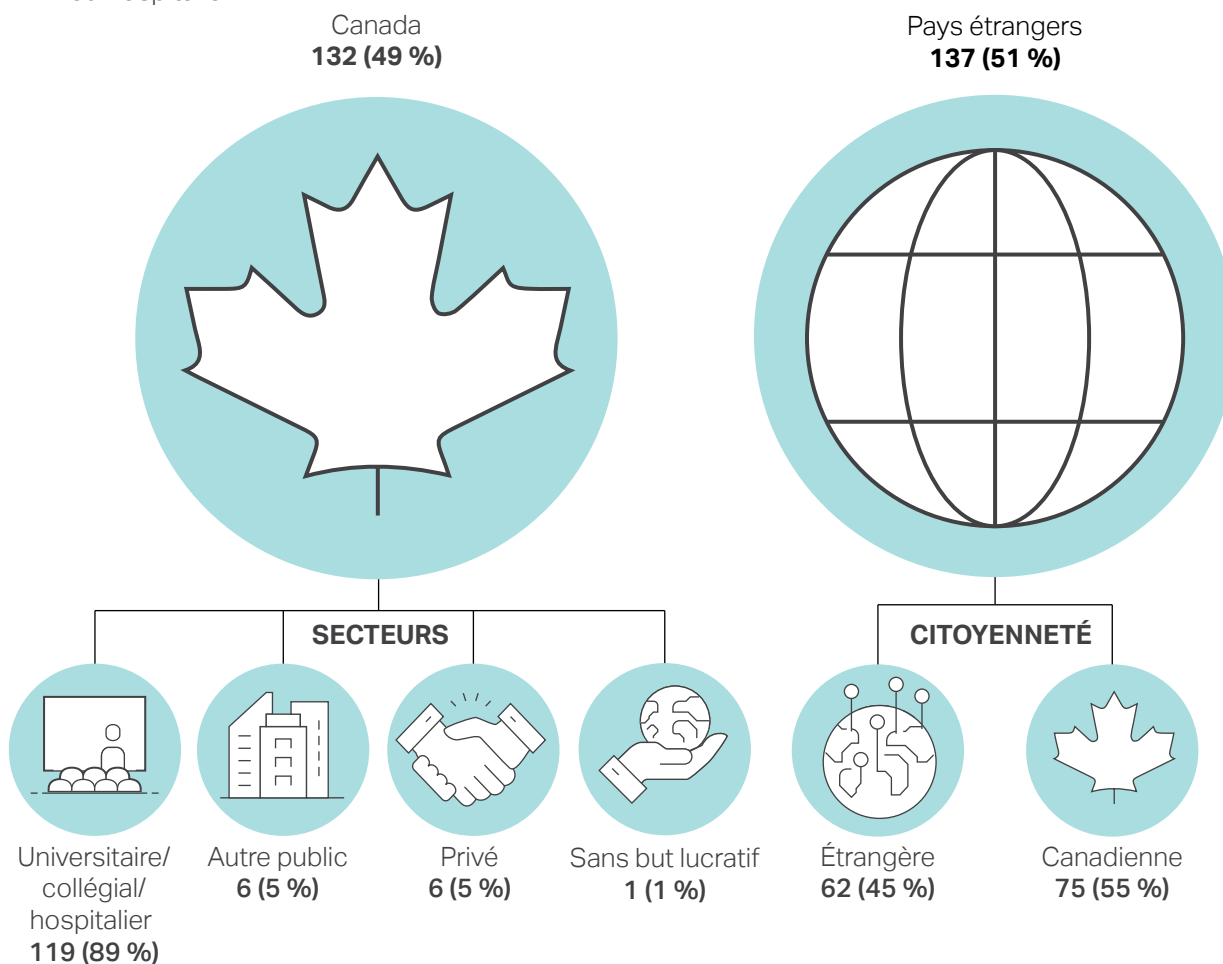 Canada
132 (49 %)
Pays étrangers
137 (51 %)
SECTEURS
CITOYENNETÉ
Universitaire/
collégial/
hospitalier
119 (89 %)
Autre public
6 (5 %)
Privé
6 (5 %)
Sans but lucratif
1 (1 %)
Étrangère
62 (45 %)
Canadienne
75 (55 %)